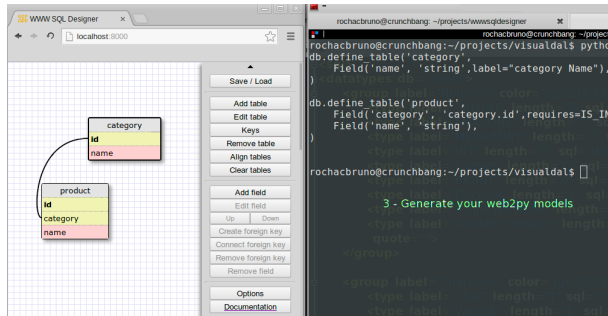 WWW SQL Designer
localhost:8000
Save / Load
Add table
Edit table
Keys
Remove table
Align tables
Clear tables
Add field
Edit field
Up Down
Create foreign key
Connect foreign key
Remove foreign key
Remove field
Options
Documentation
category
id
name
product
id
category
name
rochacbruno@crunchbang: ~/projects/wwwsqldesigner
rochacbruno@crunchbang: ~/proje
rochacbruno@crunchbang:~/projects/visualdal$ pytho
db.define_table('category',
Field('name', 'string',label="category Name"),
)
db.define_table('product',
Field('category', 'category.id',requires=IS_IN
Field('name', 'string'),
)
rochacbruno@crunchbang:~/projects/visualdal$
3 - Generate your web2py models